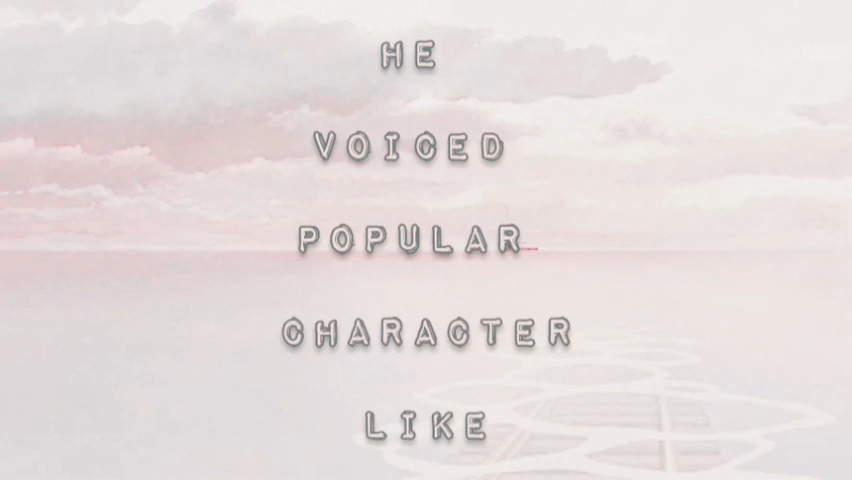 HE
VOICED
POPULAR
CHARACTER
LIKE